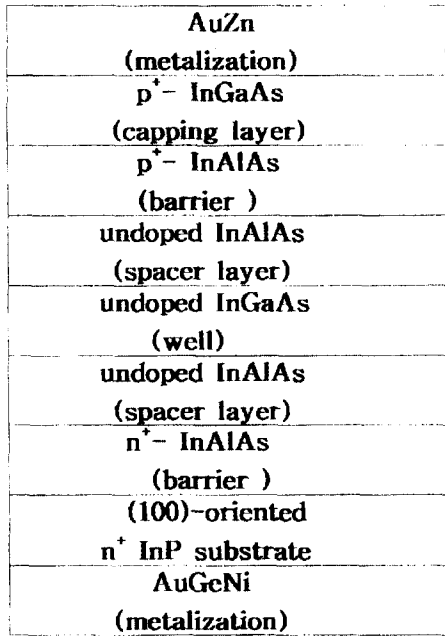 AuZn
(metalization)
p⁺- InGaAs
(capping layer)
p⁺- InAlAs
(barrier )
undoped InAlAs
(spacer layer)
undoped InGaAs
(well)
undoped InAlAs
(spacer layer)
n⁺- InAlAs
(barrier )
(100)-oriented
n⁺ InP substrate
AuGeNi
(metalization)